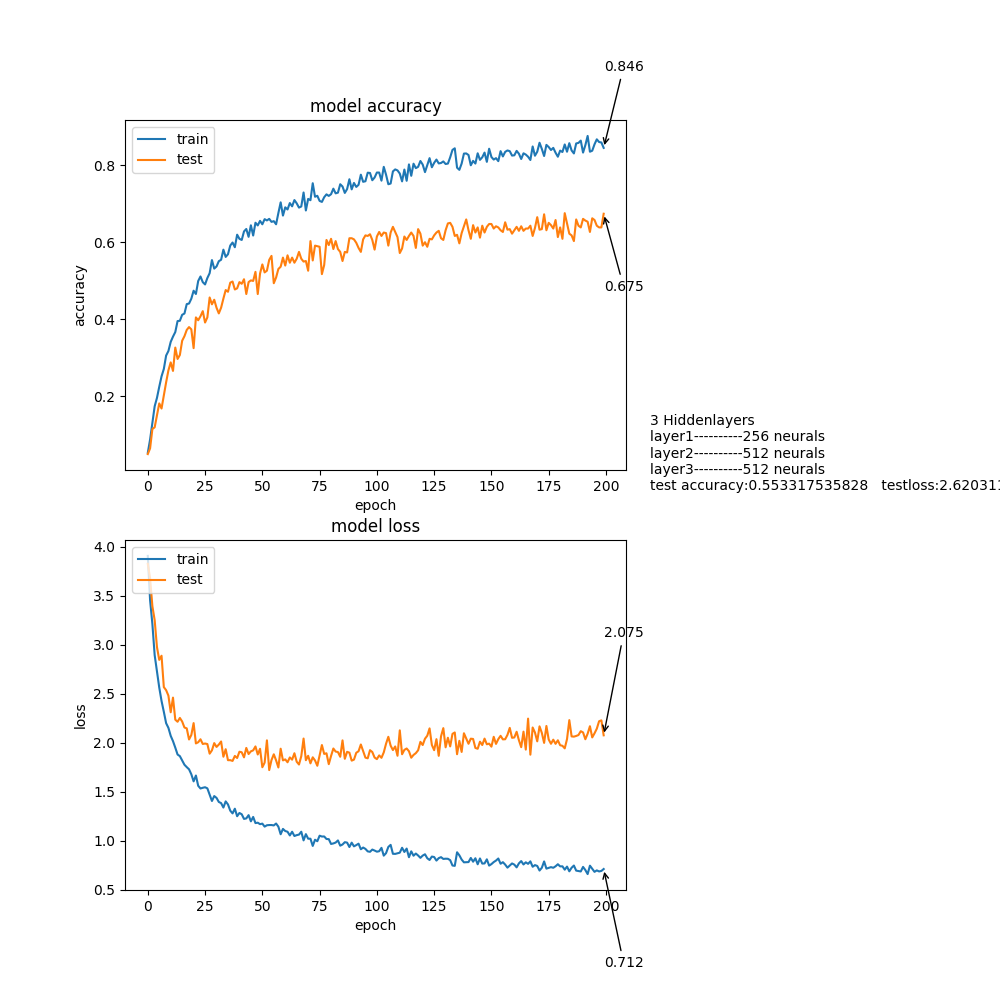 0.846
model accuracy
train
test
0.8
0.6
0.4
0.2
accuracy
0.675
0 25 50 75 100 125 150 175 200
epoch
3 Hiddenlayers
layer1----------256 neurals
layer2----------512 neurals
layer3----------512 neurals
test accuracy:0.553317535828 testloss:2.620311
model loss
train
test
4.0
3.5
3.0
2.5
2.0
1.5
1.0
0.5
loss
2.075
0 25 50 75 100 125 150 175 200
epoch
0.712